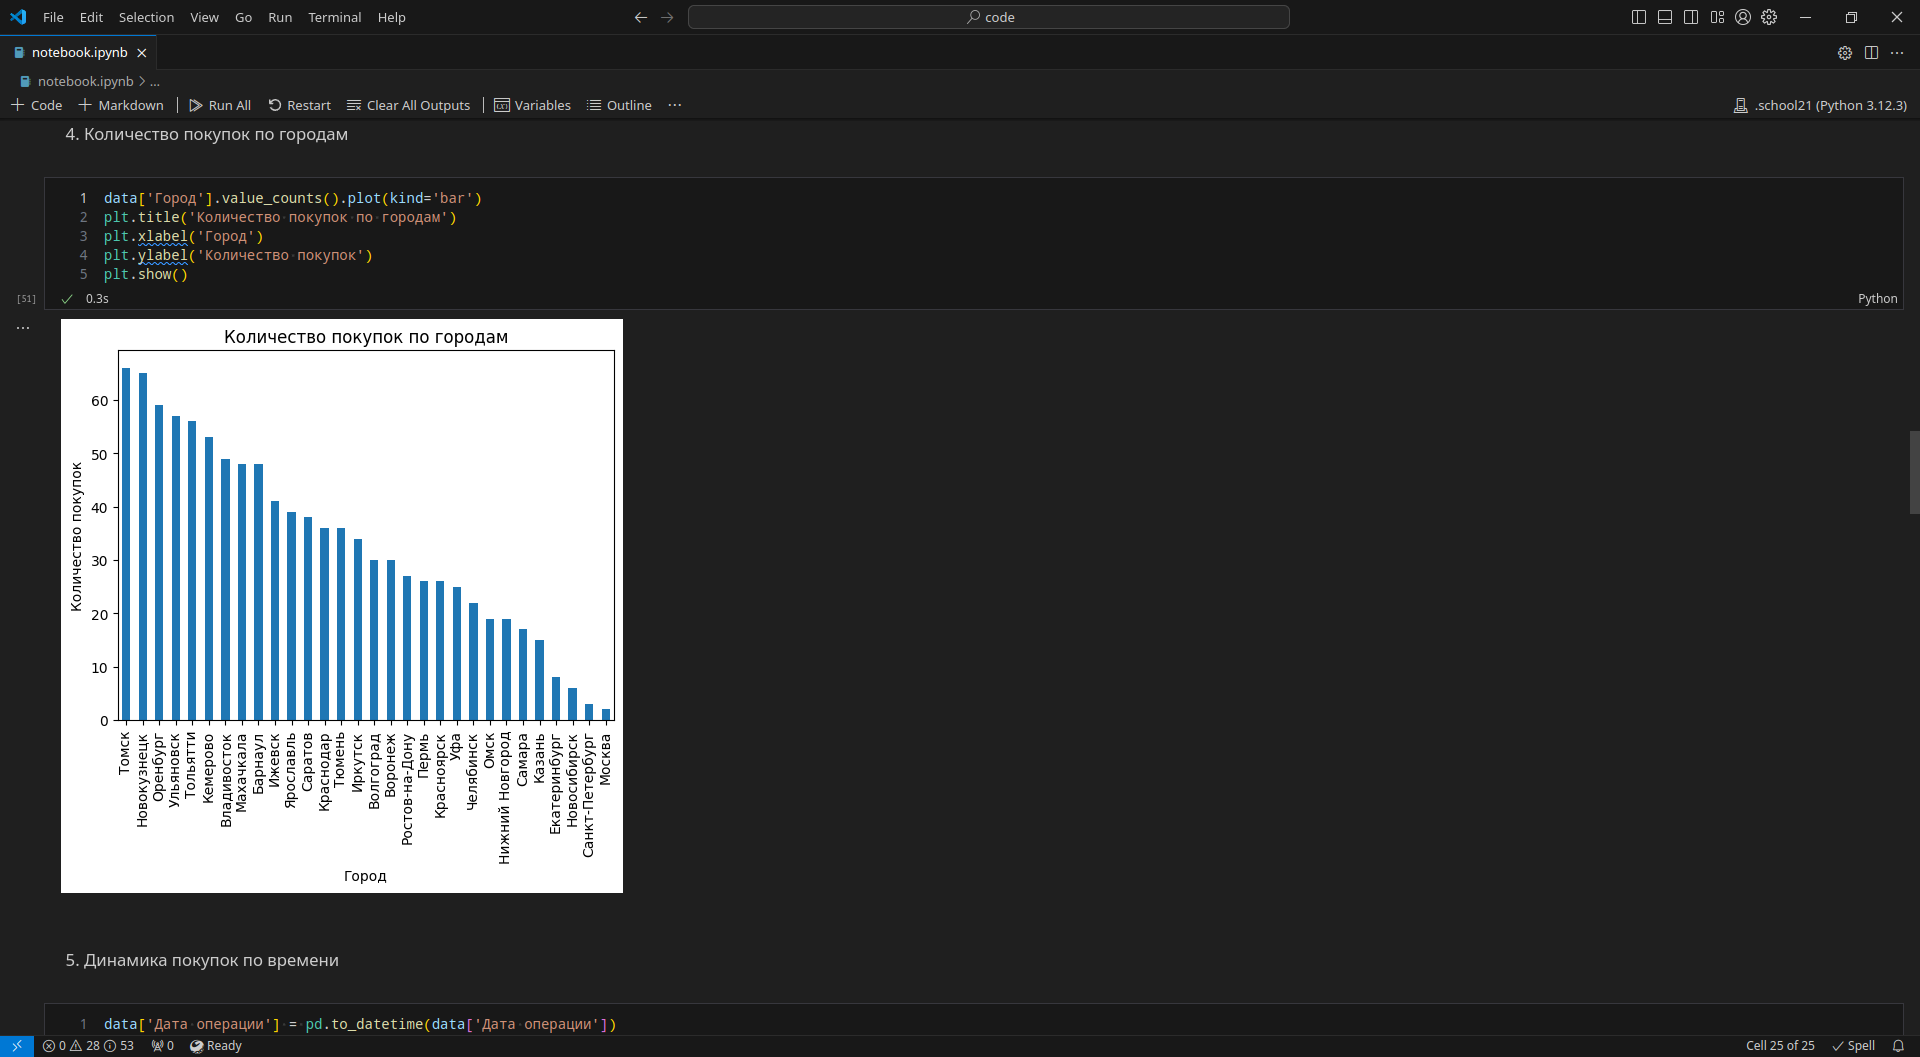 File Edit Selection View Go Run Terminal Help
code
notebook.ipynb
notebook.ipynb > ...
Code Markdown Run All Restart Clear All Outputs Variables Outline ...
.school21 (Python 3.12.3)
4. Количество покупок по городам
1 data['Город'].value_counts().plot(kind='bar')
2 plt.title('Количество покупок по городам')
3 plt.xlabel('Город')
4 plt.ylabel('Количество покупок')
5 plt.show()
[51]
0.3s
Python
...
Количество покупок по городам
60
50
40
30
20
10
0
Количество покупок
Томск
Новокузнецк
Оренбург
Ульяновск
Тольятти
Кемерово
Владивосток
Махачкала
Барнаул
Ижевск
Ярославль
Саратов
Краснодар
Тюмень
Иркутск
Волгоград
Воронеж
Ростов-на-Дону
Пермь
Красноярск
Уфа
Челябинск
Омск
Нижний Новгород
Самара
Казань
Екатеринбург
Новосибирск
Санкт-Петербург
Москва
Город
5. Динамика покупок по времени
1 data['Дата операции'] = pd.to_datetime(data['Дата операции'])
0 28 53 0 Ready
Cell 25 of 25 Spell